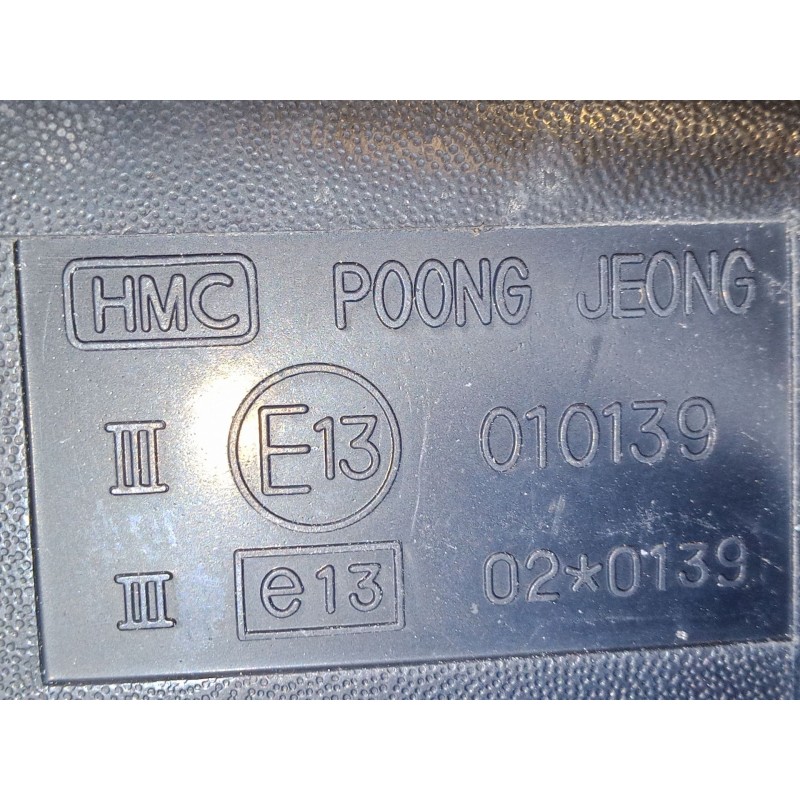 HMC POONG JEONG
III E13 010139
III e13 02*0139